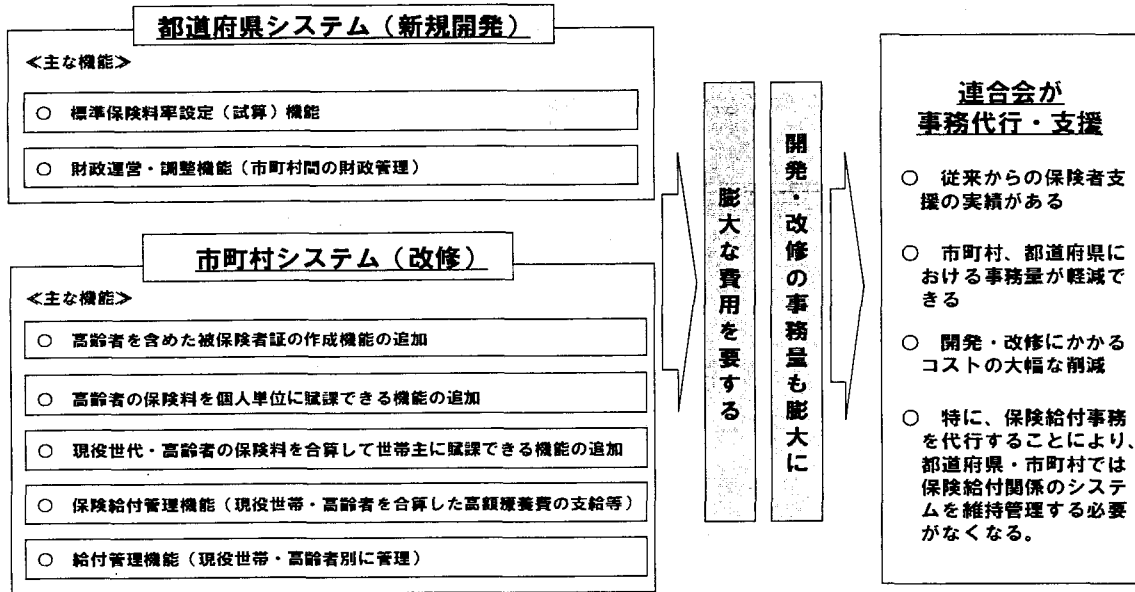 都道府県システム（新規開発）
≪主な機能≫
○ 標準保険料率設定（試算）機能
○ 財政運営・調整機能（市町村間の財政管理）
市町村システム（改修）
≪主な機能≫
○ 高齢者を含めた被保険者証の作成機能の追加
○ 高齢者の保険料を個人単位に賦課できる機能の追加
○ 現役世代・高齢者の保険料を合算して世帯主に賦課できる機能の追加
○ 保険給付管理機能（現役世帯・高齢者を合算した高額療養費の支給等）
○ 給付管理機能（現役世帯・高齢者別に管理）
膨大な費用を要する
開発・改修の事務量も膨大に
連合会が
事務代行・支援
○ 従来からの保険者支
援の実績がある
○ 市町村、都道府県に
おける事務量が軽減で
きる
○ 開発・改修にかかる
コストの大幅な削減
○ 特に、保険給付事務
を代行することにより、
都道府県・市町村では
保険給付関係のシステ
ムを維持管理する必要
がなくなる。